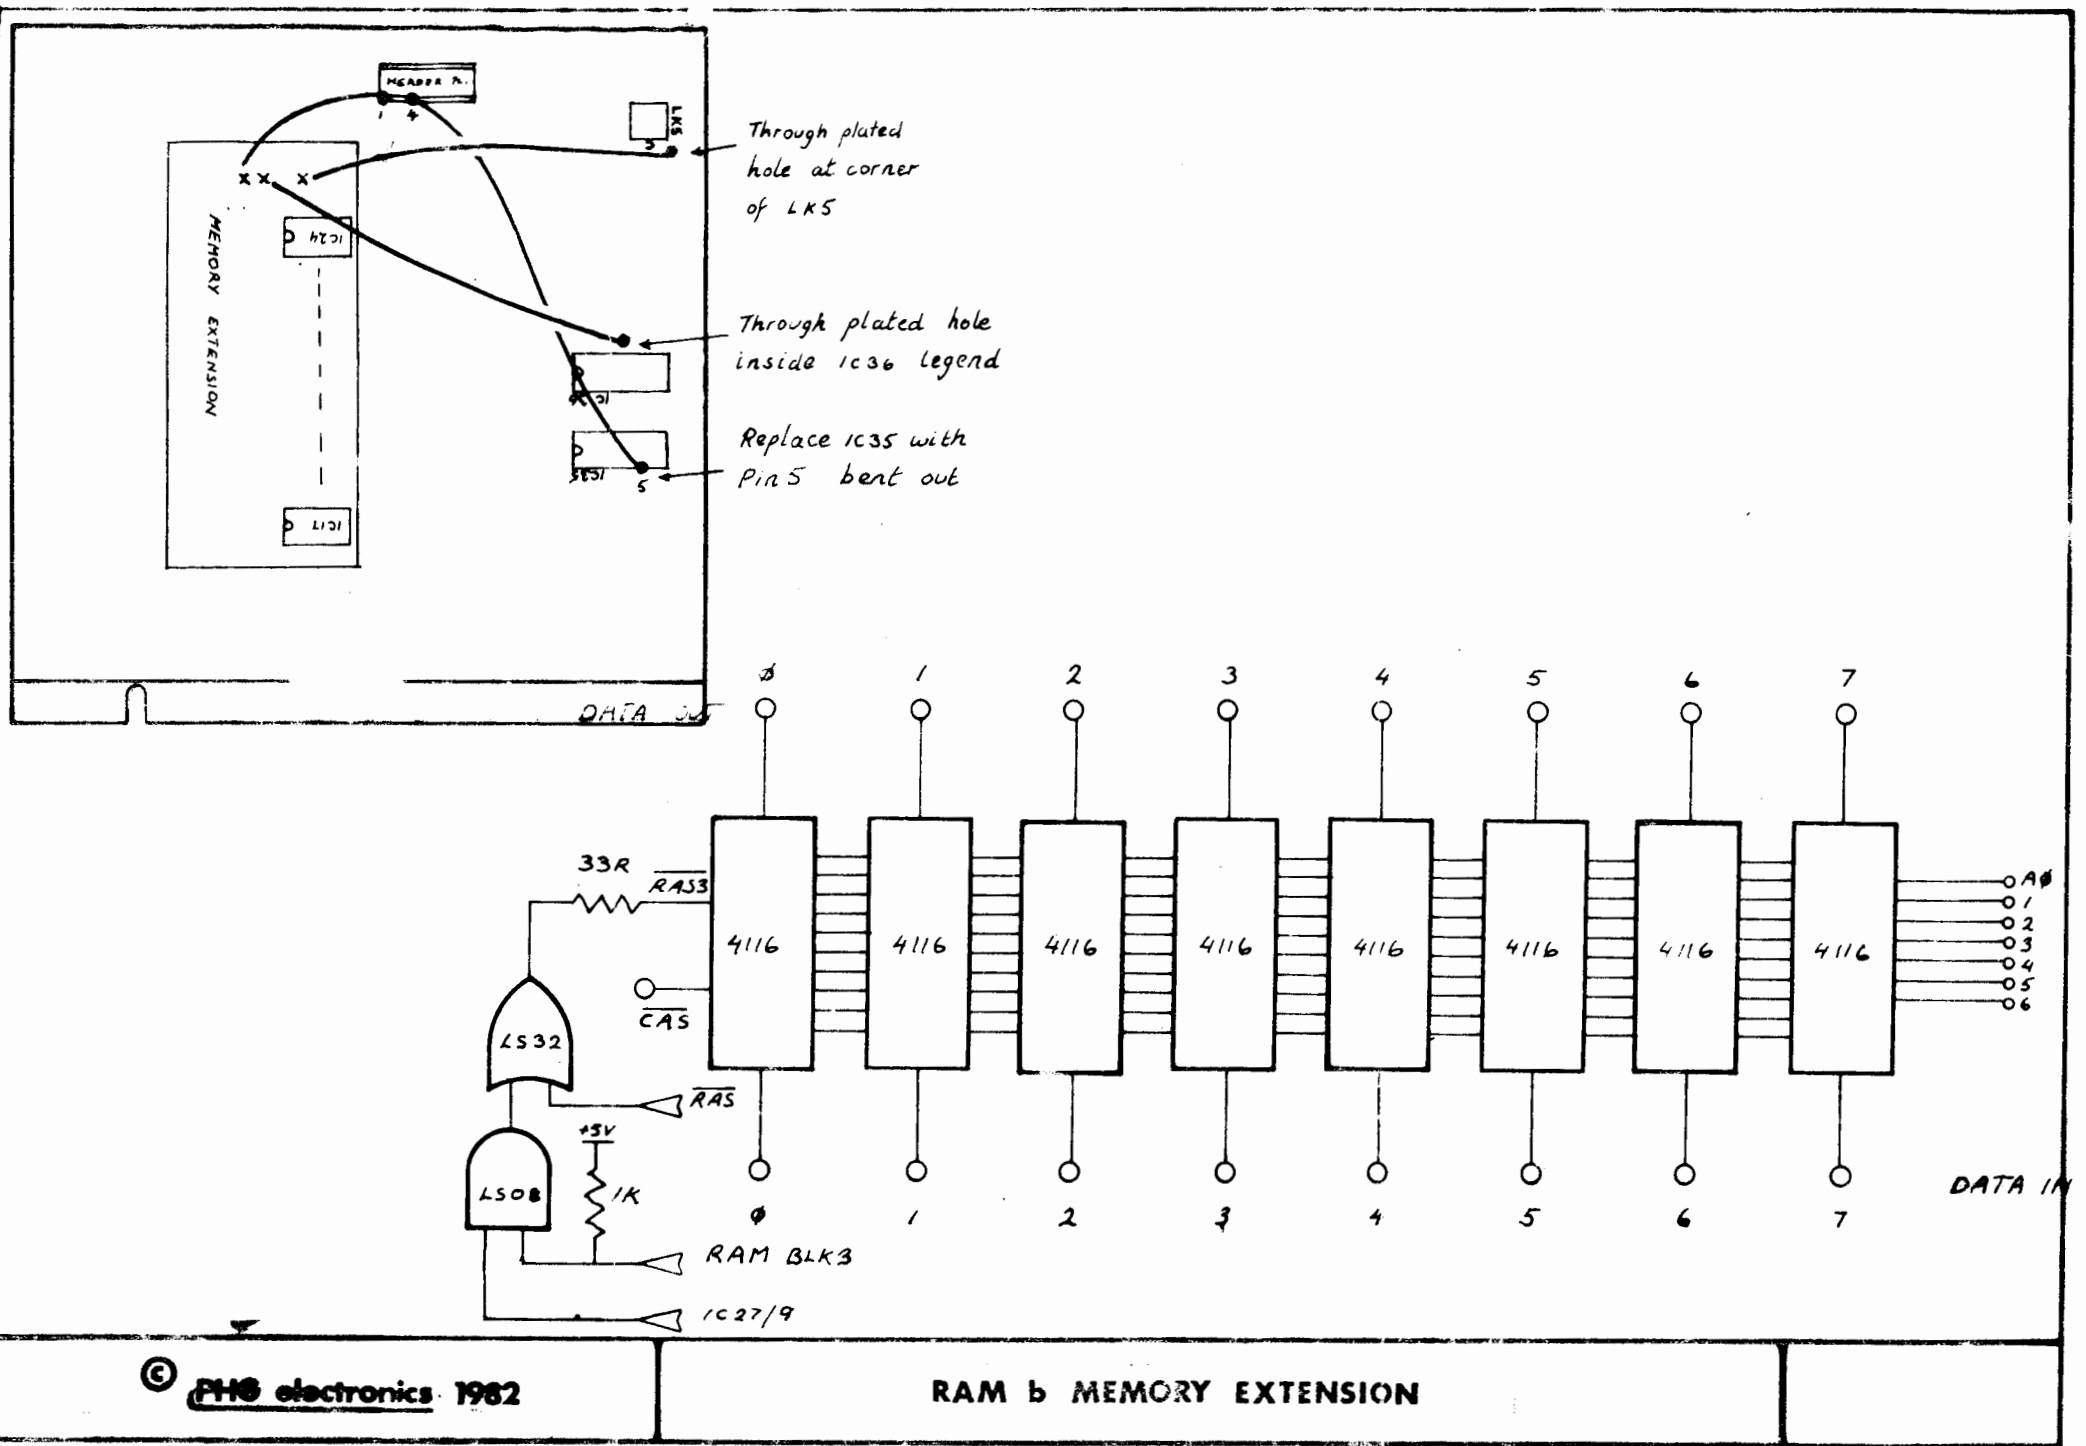 HEADER
1 4
LK5
5
Through plated
hole at corner
of LK5
x x x
IC24
MEMORY EXTENSION
Through plated hole
inside IC36 legend
Replace IC35 with
Pin 5 bent out
IC35
5
IC17
DATA OUT
Ø 1 2 3 4 5 6 7
33R
RAS3
4116 4116 4116 4116 4116 4116 4116 4116
AØ
1
2
3
4
5
6
CAS
LS32
RAS
+5V
1K
LS08
Ø 1 2 3 4 5 6 7
DATA IN
RAM BLK3
IC27/9
© electronics 1982
RAM b MEMORY EXTENSION